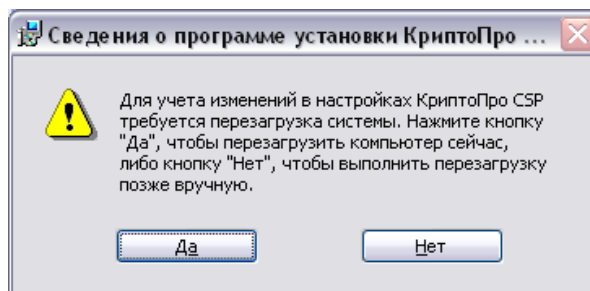 Сведения о программе установки КриптоПро ...
Для учета изменений в настройках КриптоПро CSP
требуется перезагрузка системы. Нажмите кнопку
"Да", чтобы перезагрузить компьютер сейчас,
либо кнопку "Нет", чтобы выполнить перезагрузку
позже вручную.
Да
Нет